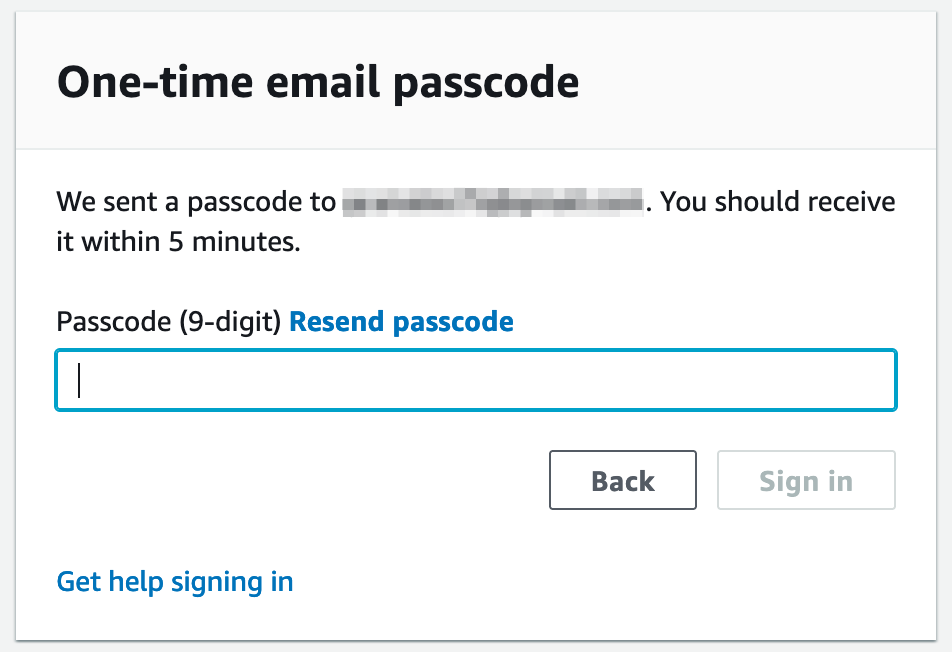 One-time email passcode
We sent a passcode to . You should receive
it within 5 minutes.
Passcode (9-digit) Resend passcode
Back Sign in
Get help signing in